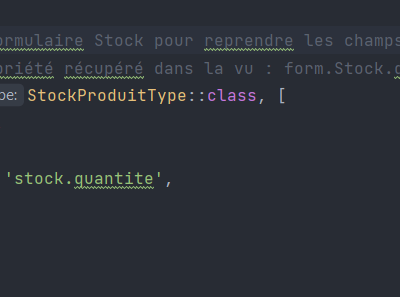 ormulaire Stock pour reprendre les champs
priété récupéré dans la vu : form.Stock.
pe: StockProduitType::class, [
'stock.quantite',